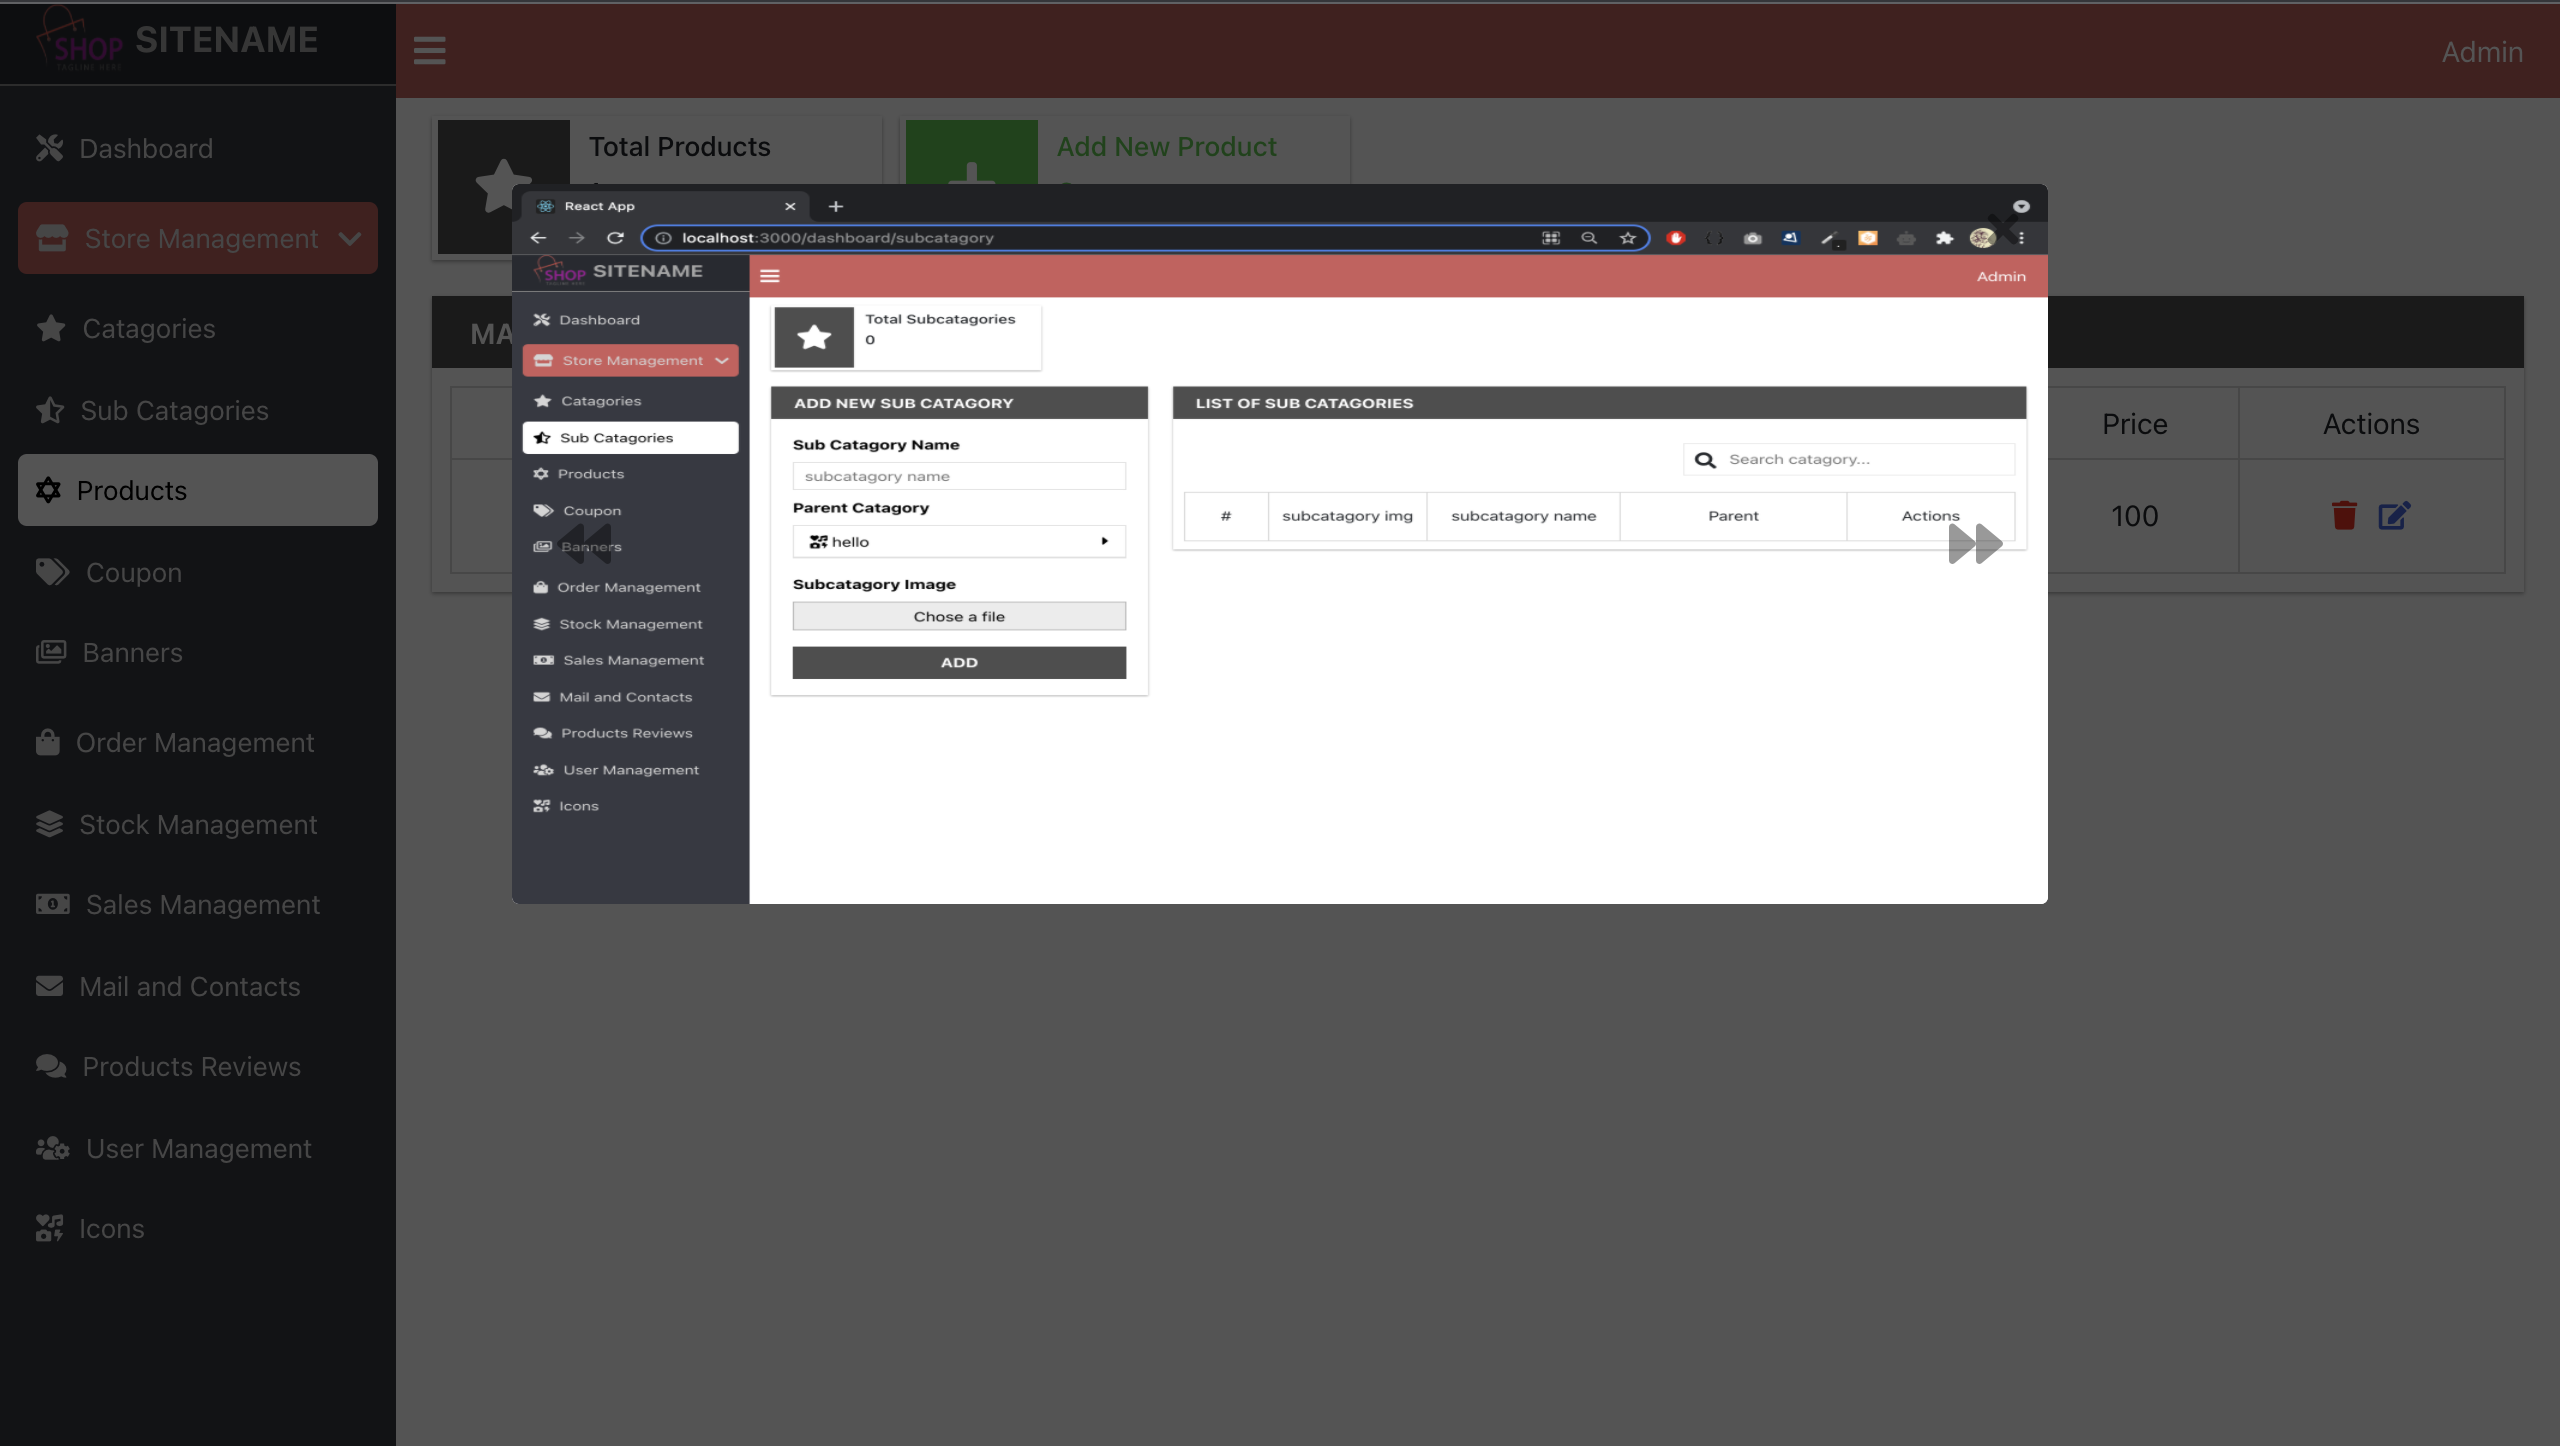 SHOP SITENAME
TAGLINE HERE
Admin
Dashboard
Store Management
Catagories
Sub Catagories
Products
Coupon
Banners
Order Management
Stock Management
Sales Management
Mail and Contacts
Products Reviews
User Management
Icons
Total Products
Add New Product
MA
Price
Actions
100
React App
localhost:3000/dashboard/subcatagory
SHOP SITENAME
TAGLINE HERE
Admin
Dashboard
Store Management
Catagories
Sub Catagories
Products
Coupon
Banners
Order Management
Stock Management
Sales Management
Mail and Contacts
Products Reviews
User Management
Icons
Total Subcatagories
0
ADD NEW SUB CATAGORY
Sub Catagory Name
subcatagory name
Parent Catagory
hello
Subcatagory Image
Chose a file
ADD
LIST OF SUB CATAGORIES
Search catagory...
# subcatagory img subcatagory name Parent Actions